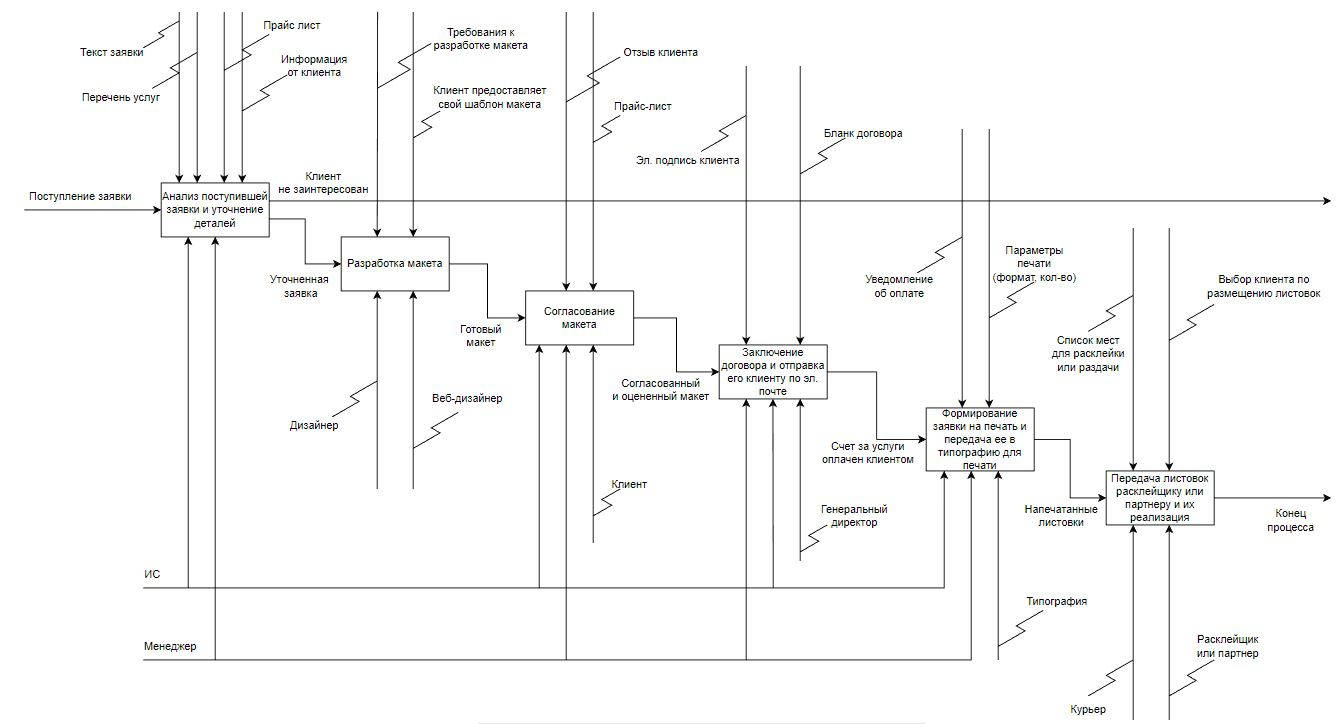 Текст заявки
Перечень услуг
Прайс лист
Информация
от клиента
Требования к
разработке макета
Клиент предоставляет
свой шаблон макета
Отзыв клиента
Прайс-лист
Эл. подпись клиента
Бланк договора
Поступление заявки
Анализ поступившей
заявки и уточнение
деталей
Клиент
не заинтересован
Уточненная
заявка
Разработка макета
Готовый
макет
Согласование
макета
Согласованный
и оцененный макет
Заключение
договора и отправка
его клиенту по эл.
почте
Уведомление
об оплате
Параметры
печати
(формат, кол-во)
Счет за услуги
оплачен клиентом
Формирование
заявки на печать и
передача ее в
типографию для
печати
Список мест
для расклейки
или раздачи
Выбор клиента по
размещению листовок
Напечатанные
листовки
Передача листовок
расклейщику или
партнеру и их
реализация
Конец
процесса
Дизайнер
Веб-дизайнер
Клиент
Генеральный
директор
ИС
Менеджер
Типография
Курьер
Расклейщик
или партнер